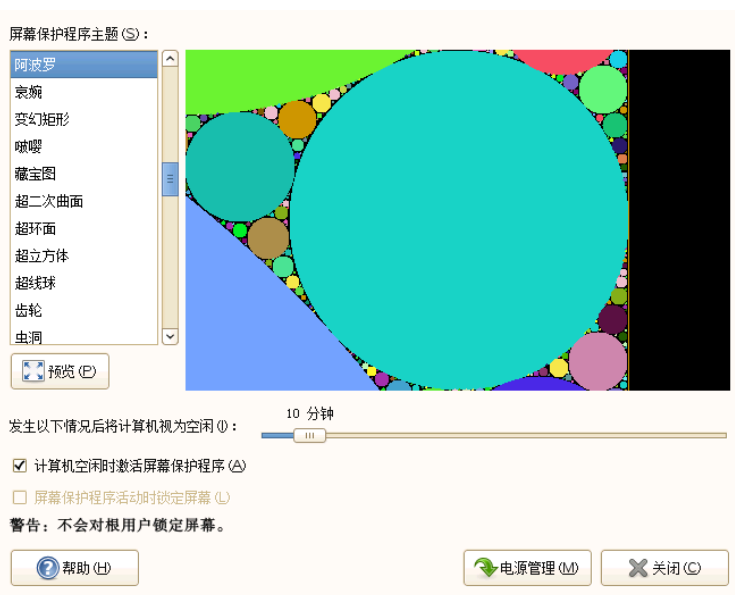 屏幕保护程序主题(S)：
阿波罗
哀婉
变幻矩形
啵嘤
藏宝图
超二次曲面
超环面
超立方体
超线球
齿轮
虫洞
预览(P)
发生以下情况后将计算机视为空闲(I)：
10 分钟
计算机空闲时激活屏幕保护程序(A)
屏幕保护程序活动时锁定屏幕(L)
警告：不会对根用户锁定屏幕。
帮助(H)
电源管理(M)
关闭(C)